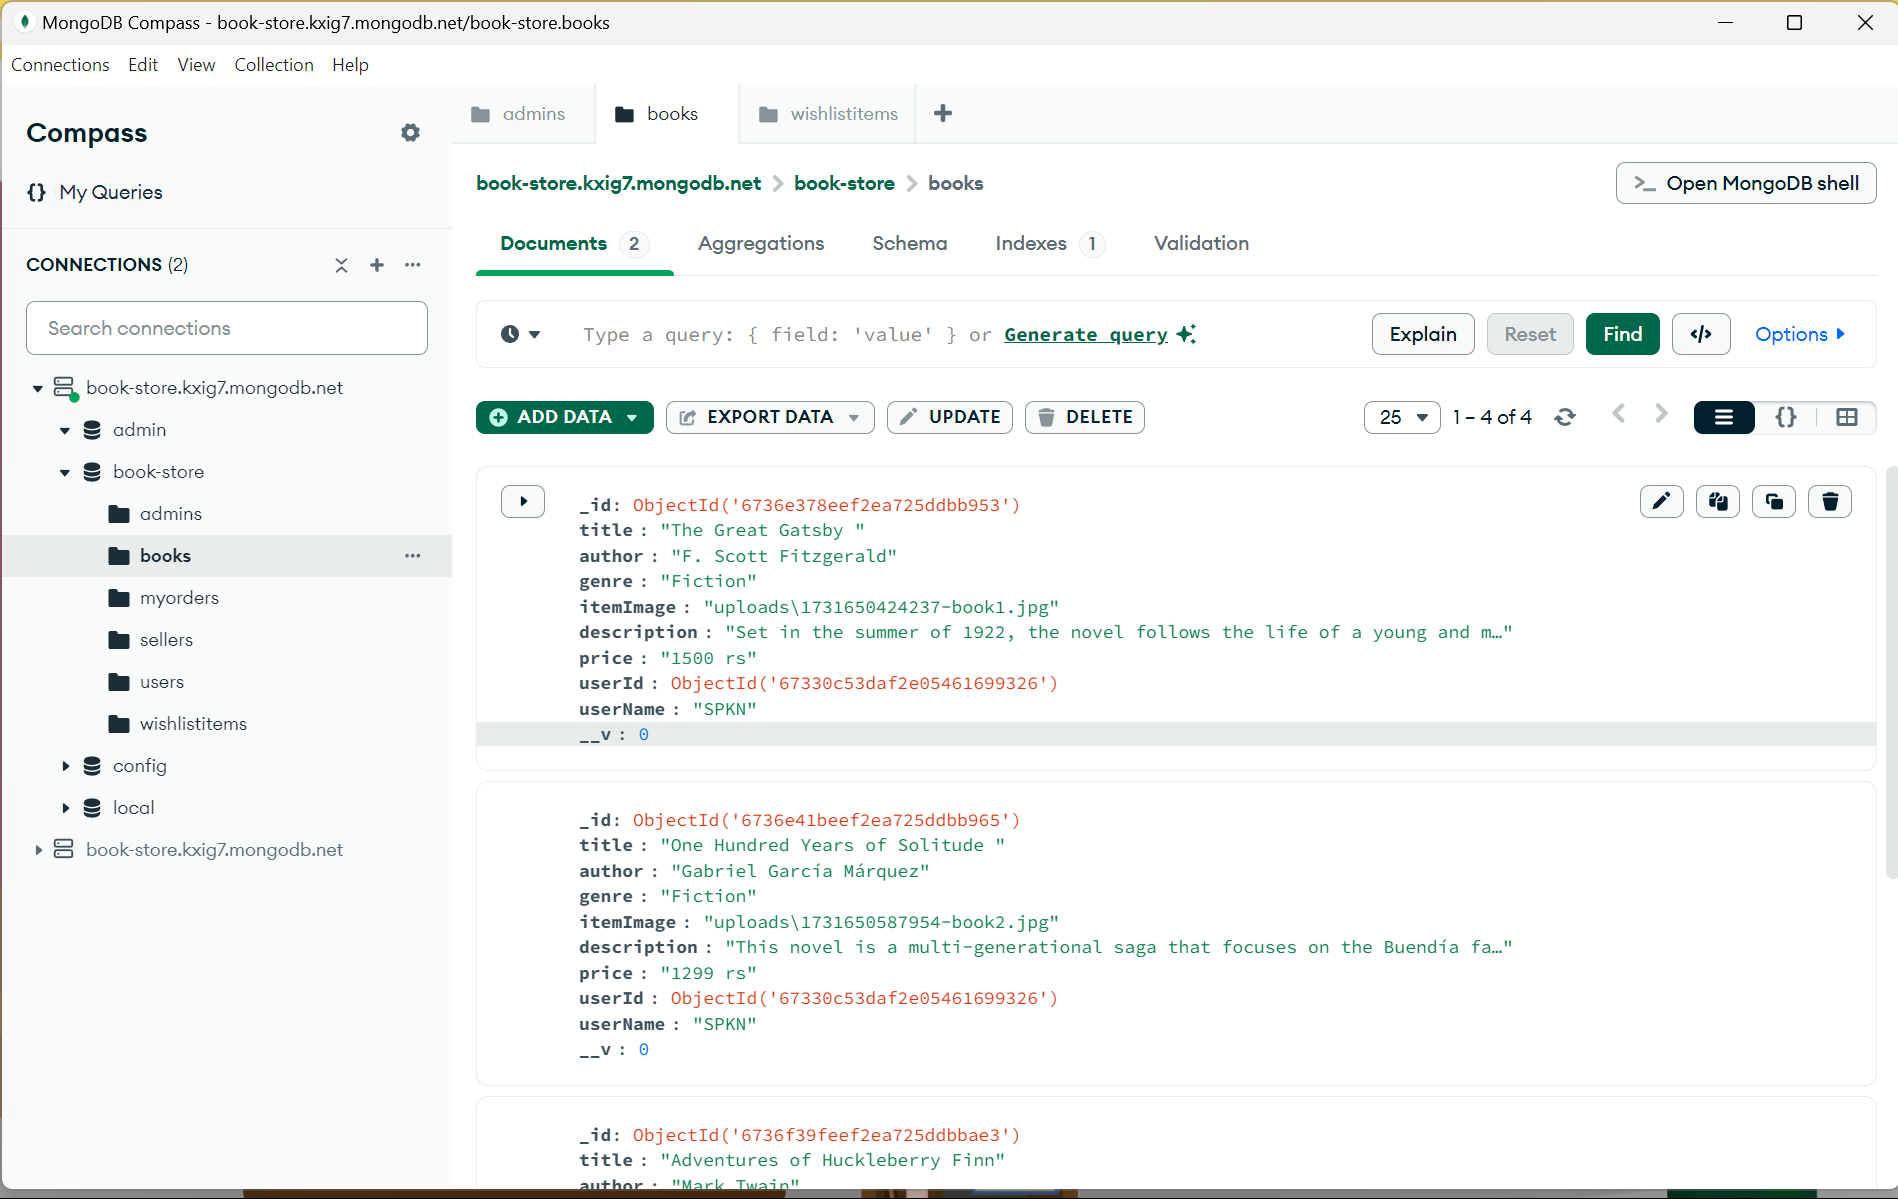 MongoDB Compass - book-store.kxig7.mongodb.net/book-store.books
Connections Edit View Collection Help
Compass
My Queries
CONNECTIONS (2)
Search connections
book-store.kxig7.mongodb.net
admin
book-store
admins
books
myorders
sellers
users
wishlistitems
config
local
book-store.kxig7.mongodb.net
admins books wishlistitems
book-store.kxig7.mongodb.net > book-store > books
>_ Open MongoDB shell
Documents 2 Aggregations Schema Indexes 1 Validation
Type a query: { field: 'value' } or Generate query
Explain Reset Find </> Options
ADD DATA EXPORT DATA UPDATE DELETE
25 1 – 4 of 4
_id: ObjectId('6736e378eef2ea725ddbb953')
title : "The Great Gatsby "
author : "F. Scott Fitzgerald"
genre : "Fiction"
itemImage : "uploads\1731650424237-book1.jpg"
description : "Set in the summer of 1922, the novel follows the life of a young and m…"
price : "1500 rs"
userId : ObjectId('67330c53daf2e05461699326')
userName : "SPKN"
__v : 0
_id: ObjectId('6736e41beef2ea725ddbb965')
title : "One Hundred Years of Solitude "
author : "Gabriel García Márquez"
genre : "Fiction"
itemImage : "uploads\1731650587954-book2.jpg"
description : "This novel is a multi-generational saga that focuses on the Buendía fa…"
price : "1299 rs"
userId : ObjectId('67330c53daf2e05461699326')
userName : "SPKN"
__v : 0
_id: ObjectId('6736f39feef2ea725ddbbae3')
title : "Adventures of Huckleberry Finn"
author : "Mark Twain"